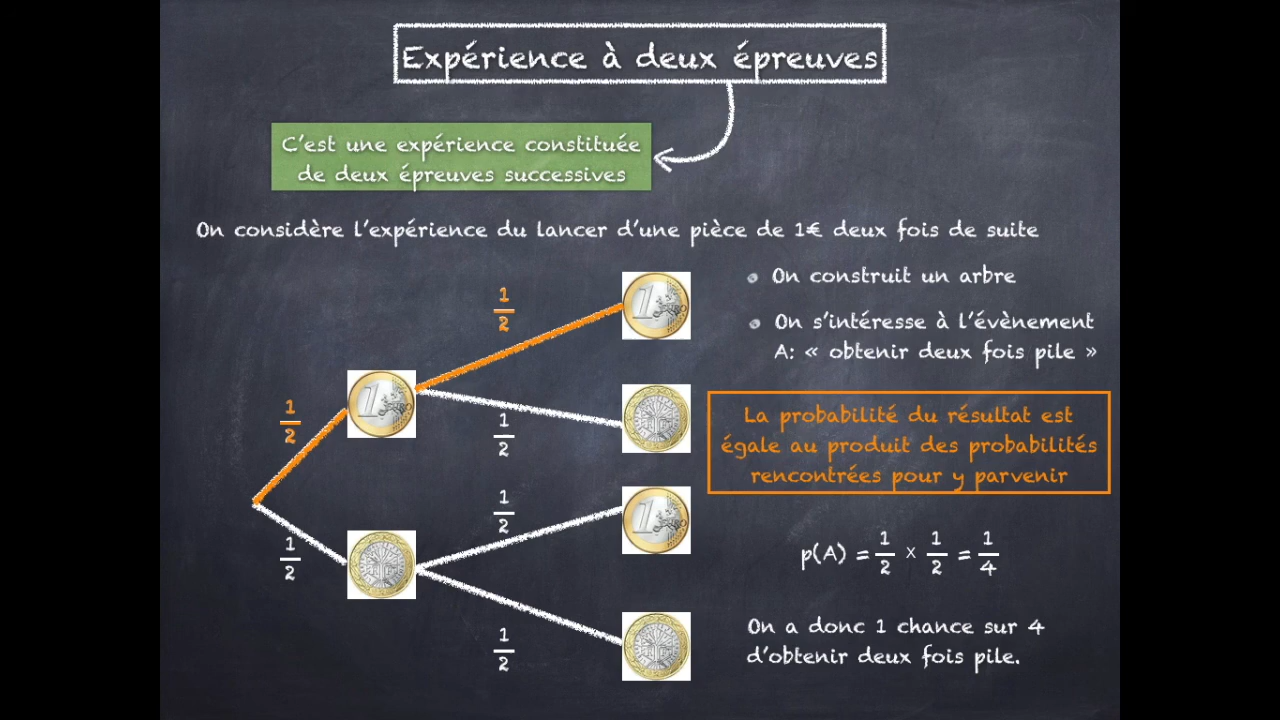 Expérience à deux épreuves
C'est une expérience constituée
de deux épreuves successives
On considère l'expérience du lancer d'une pièce de 1€ deux fois de suite
• On construit un arbre
• On s'intéresse à l'évènement
A: « obtenir deux fois pile »
1/2
1
1/2
1
1/2
La probabilité du résultat est
égale au produit des probabilités
rencontrées pour y parvenir
1/2
1
1/2
p(A) = 1/2 x 1/2 = 1/4
1/2
On a donc 1 chance sur 4
d'obtenir deux fois pile.